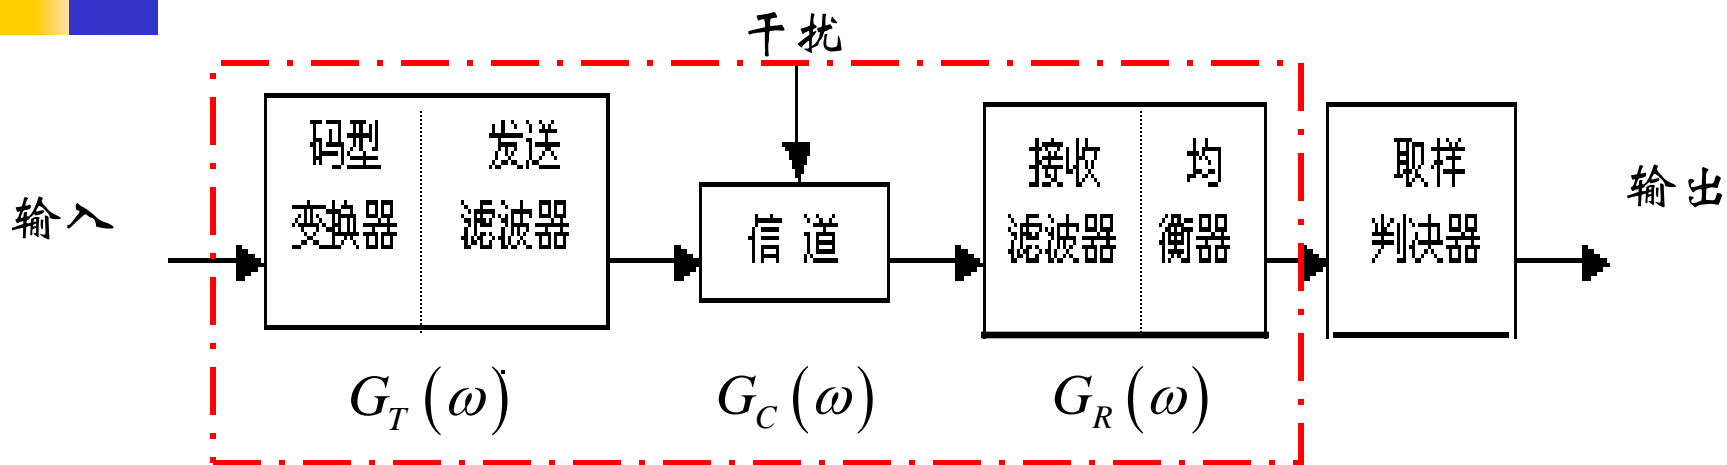 干扰
输入
码型
变换器
发送
滤波器
信道
接收
滤波器
均
衡器
取样
判决器
输出
G_T(ω)
G_C(ω)
G_R(ω)